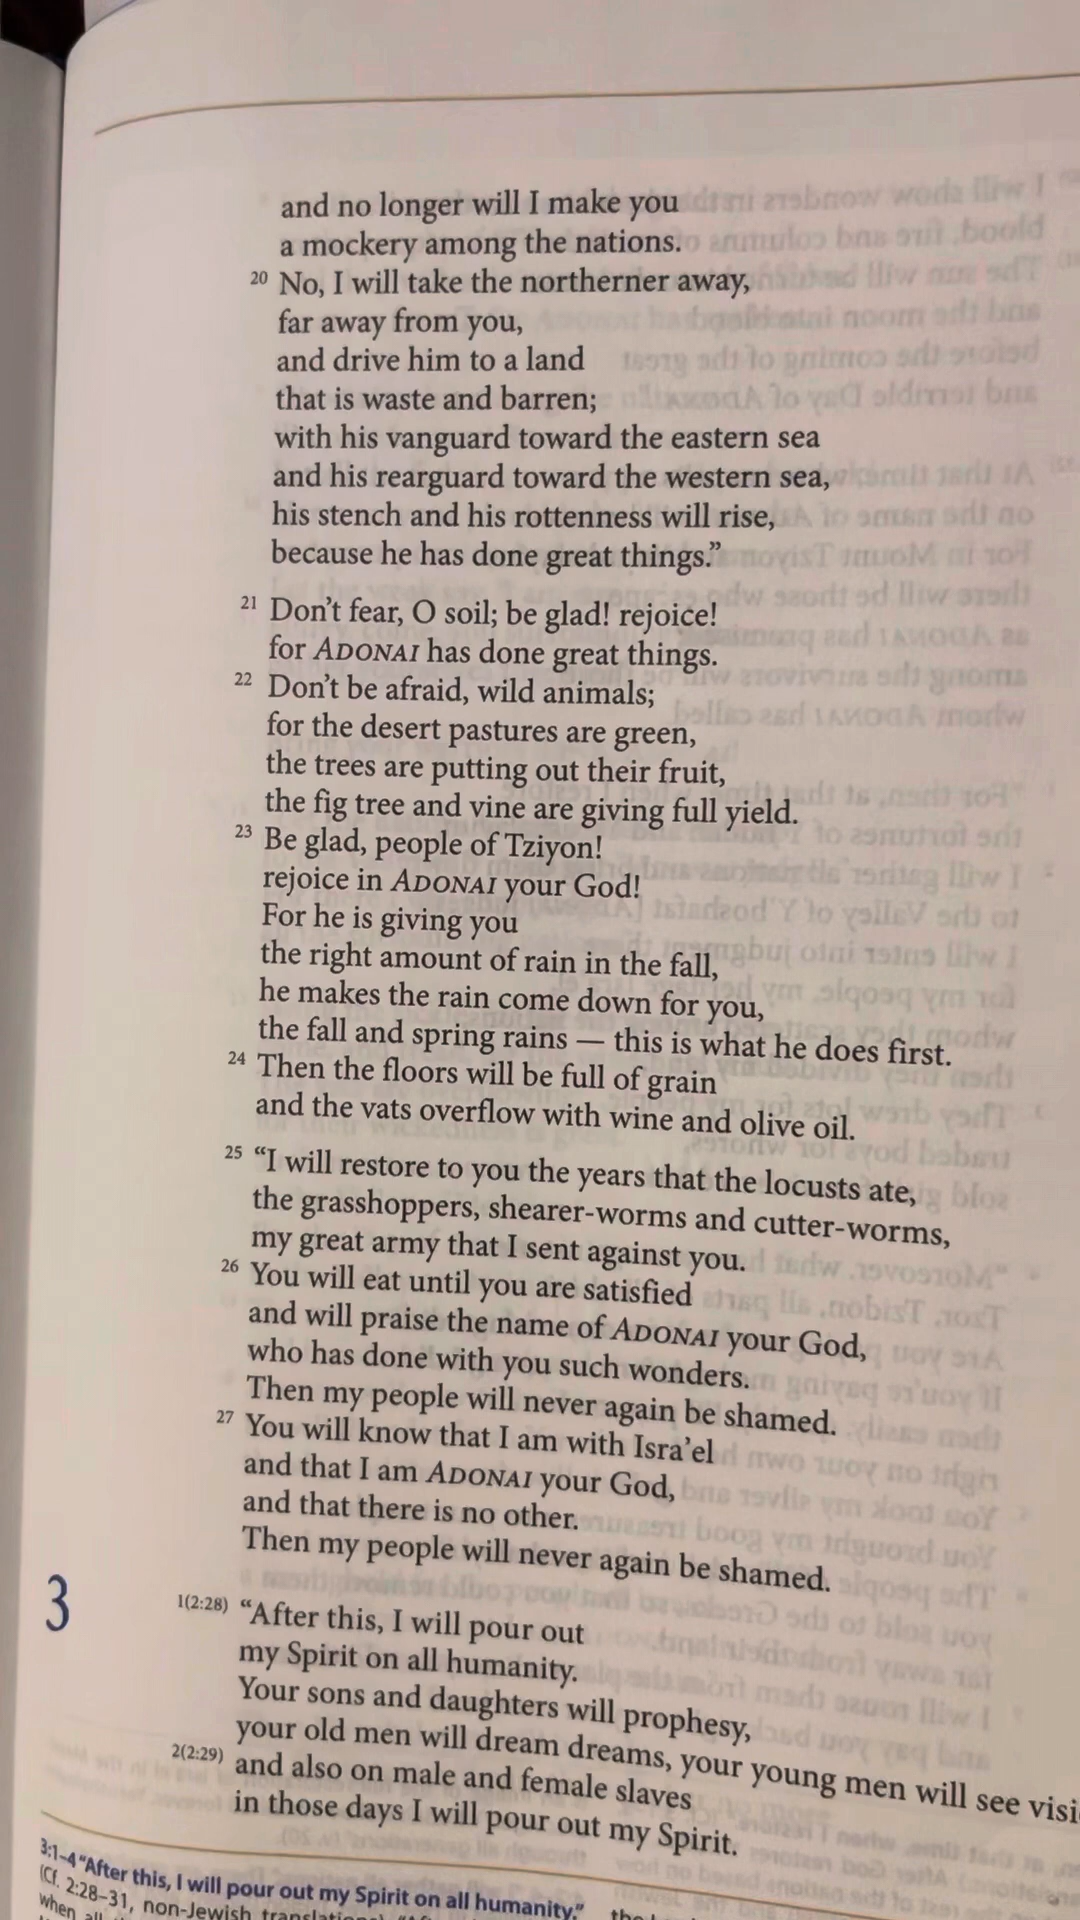 and no longer will I make you
a mockery among the nations.
20 No, I will take the northerner away,
far away from you,
and drive him to a land
that is waste and barren;
with his vanguard toward the eastern sea
and his rearguard toward the western sea,
his stench and his rottenness will rise,
because he has done great things.”
21 Don’t fear, O soil; be glad! rejoice!
for ADONAI has done great things.
22 Don’t be afraid, wild animals;
for the desert pastures are green,
the trees are putting out their fruit,
the fig tree and vine are giving full yield.
23 Be glad, people of Tziyon!
rejoice in ADONAI your God!
For he is giving you
the right amount of rain in the fall,
he makes the rain come down for you,
the fall and spring rains — this is what he does first.
24 Then the floors will be full of grain
and the vats overflow with wine and olive oil.
25 “I will restore to you the years that the locusts ate,
the grasshoppers, shearer-worms and cutter-worms,
my great army that I sent against you.
26 You will eat until you are satisfied
and will praise the name of ADONAI your God,
who has done with you such wonders.
Then my people will never again be shamed.
27 You will know that I am with Isra’el
and that I am ADONAI your God,
and that there is no other.
Then my people will never again be shamed.
3 1(2:28) “After this, I will pour out
my Spirit on all humanity.
Your sons and daughters will prophesy,
your old men will dream dreams, your young men will see visi
2(2:29) and also on male and female slaves
in those days I will pour out my Spirit.
3:1–4 “After this, I will pour out my Spirit on all humanity.”
(Cf. 2:28–31, non-Jewish
when all